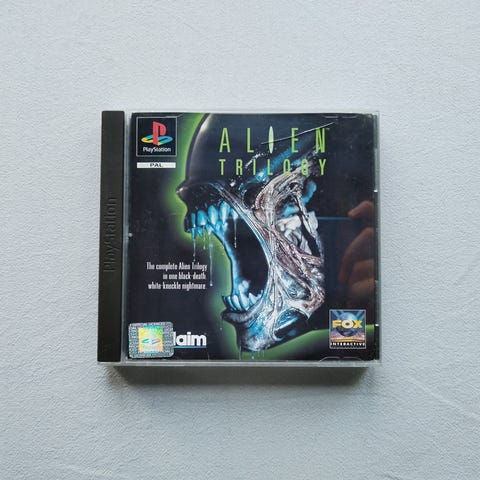 PlayStation
PlayStation
PAL
ALIEN
TRILOGY
The complete Alien Trilogy
in one black-death,
white-knuckle nightmare.
laim
FOX
INTERACTIVE